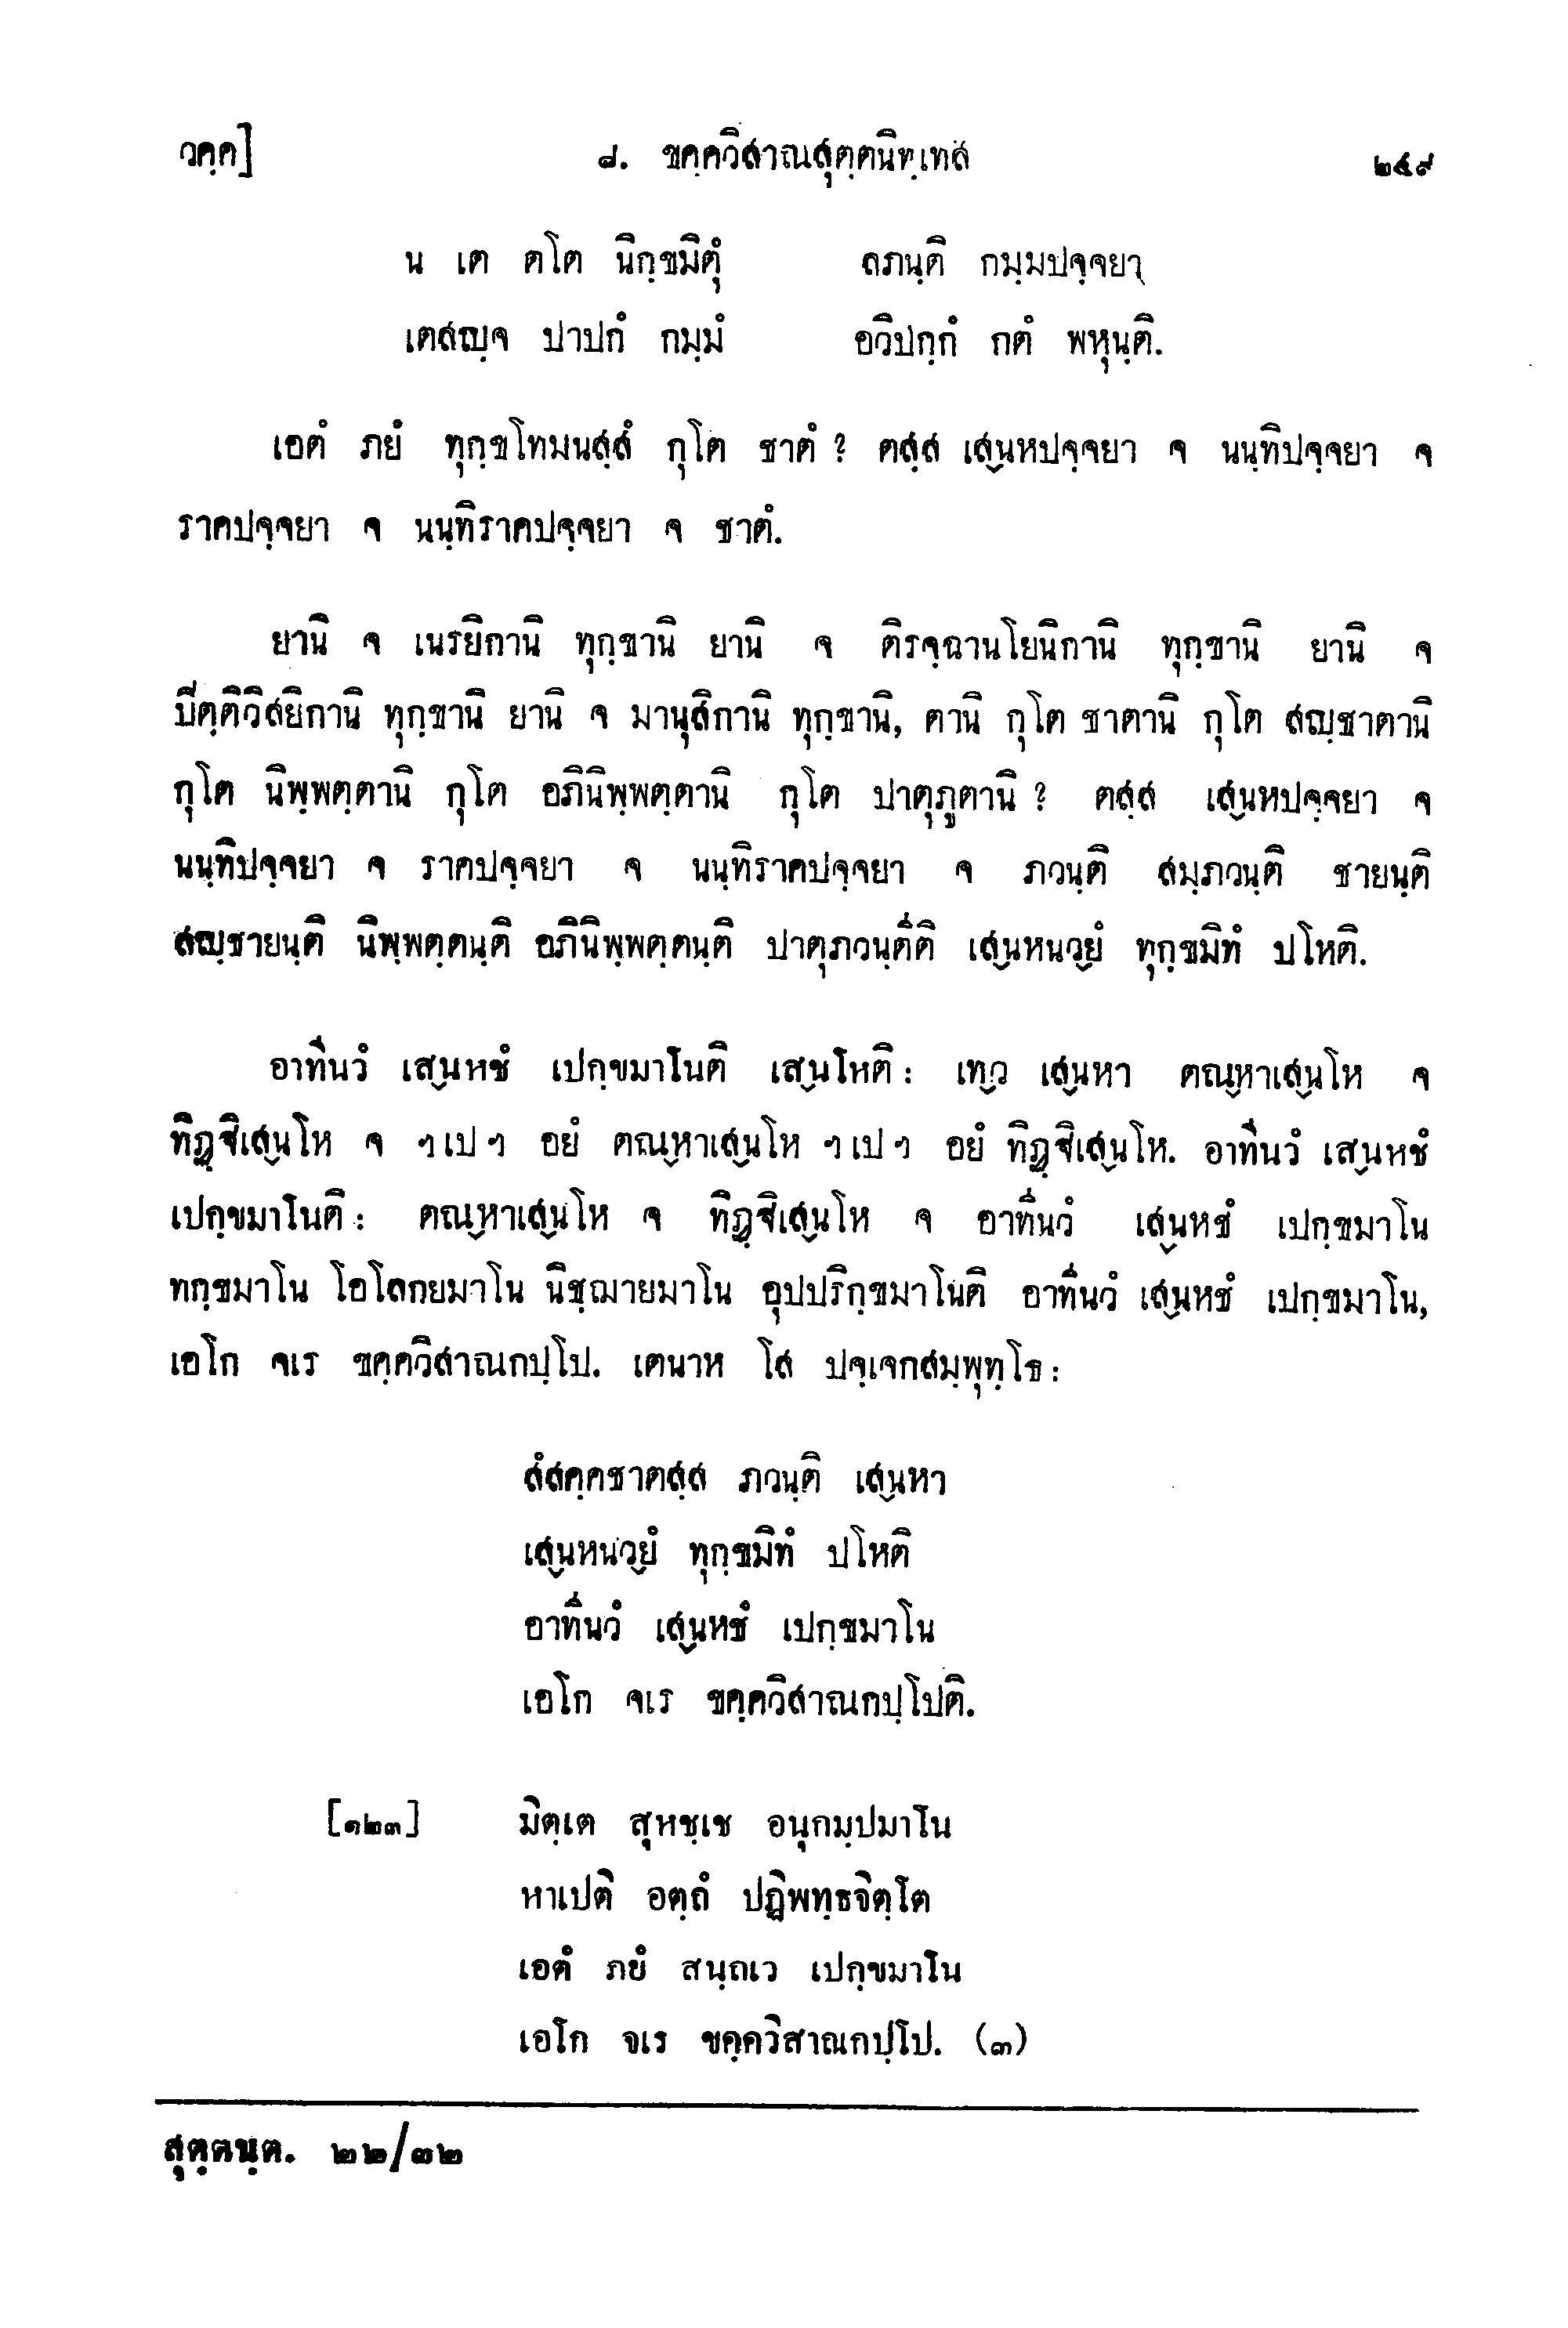 วคฺค] ๘. ขคฺควิสาณสุตฺตนิทฺเทส ๒๔๙
น เต ตโต นิกฺขมิตุํ ลภนฺติ กมฺมปจฺจยา
เตสญฺจ ปาปกํ กมฺมํ อวิปกฺกํ กตํ พหุนฺติ.
เอตํ ภยํ ทุกฺขโทมนสฺสํ กุโต ชาตํ ? ตสฺส เสฺนหปจฺจยา จ นนฺทิปจฺจยา จ
ราคปจฺจยา จ นนฺทิราคปจฺจยา จ ชาตํ.
ยานิ จ เนรยิกานิ ทุกฺขานิ ยานิ จ ติรจฺฉานโยนิกานิ ทุกฺขานิ ยานิ จ
ปีตฺติวิสยิกานิ ทุกฺขานิ ยานิ จ มานุสิกานิ ทุกฺขานิ, ตานิ กุโต ชาตานิ กุโต สญฺชาตานิ
กุโต นิพฺพตฺตานิ กุโต อภินิพฺพตฺตานิ กุโต ปาตุภูตานิ ? ตสฺส เสฺนหปจฺจยา จ
นนฺทิปจฺจยา จ ราคปจฺจยา จ นนฺทิราคปจฺจยา จ ภวนฺติ สมฺภวนฺติ ชายนฺติ
สญฺชายนฺติ นิพฺพตฺตนฺติ อภินิพฺพตฺตนฺติ ปาตุภวนฺตีติ เสฺนหนฺวยํ ทุกฺขมิทํ ปโหติ.
อาทีนวํ เสฺนหชํ เปกฺขมาโนติ เสฺนโหติ : เทฺว เสฺนหา ตณฺหาเสฺนโห จ
ทิฏฺฐิเสฺนโห จ ฯเปฯ อยํ ตณฺหาเสฺนโห ฯเปฯ อยํ ทิฏฺฐิเสฺนโห. อาทีนวํ เสฺนหชํ
เปกฺขมาโนติ : ตณฺหาเสฺนโห จ ทิฏฺฐิเสฺนโห จ อาทีนวํ เสฺนหชํ เปกฺขมาโน
ทกฺขมาโน โอโลกยมาโน นิชฺฌายมาโน อุปปริกฺขมาโนติ อาทีนวํ เสฺนหชํ เปกฺขมาโน,
เอโก จเร ขคฺควิสาณกปฺโป. เตนาห โส ปจฺเจกสมฺพุทฺโธ :
สํสคฺคชาตสฺส ภวนฺติ เสฺนหา
เสฺนหนฺวยํ ทุกฺขมิทํ ปโหติ
อาทีนวํ เสฺนหชํ เปกฺขมาโน
เอโก จเร ขคฺควิสาณกปฺโปติ.
[๑๒๓] มิตฺเต สุหชฺเช อนุกมฺปมาโน
หาเปติ อตฺถํ ปฏิพทฺธจิตฺโต
เอตํ ภยํ สนฺถเว เปกฺขมาโน
เอโก จเร ขคฺควิสาณกปฺโป. (๓)
สุตฺตนฺต. ๒๒/๓๒